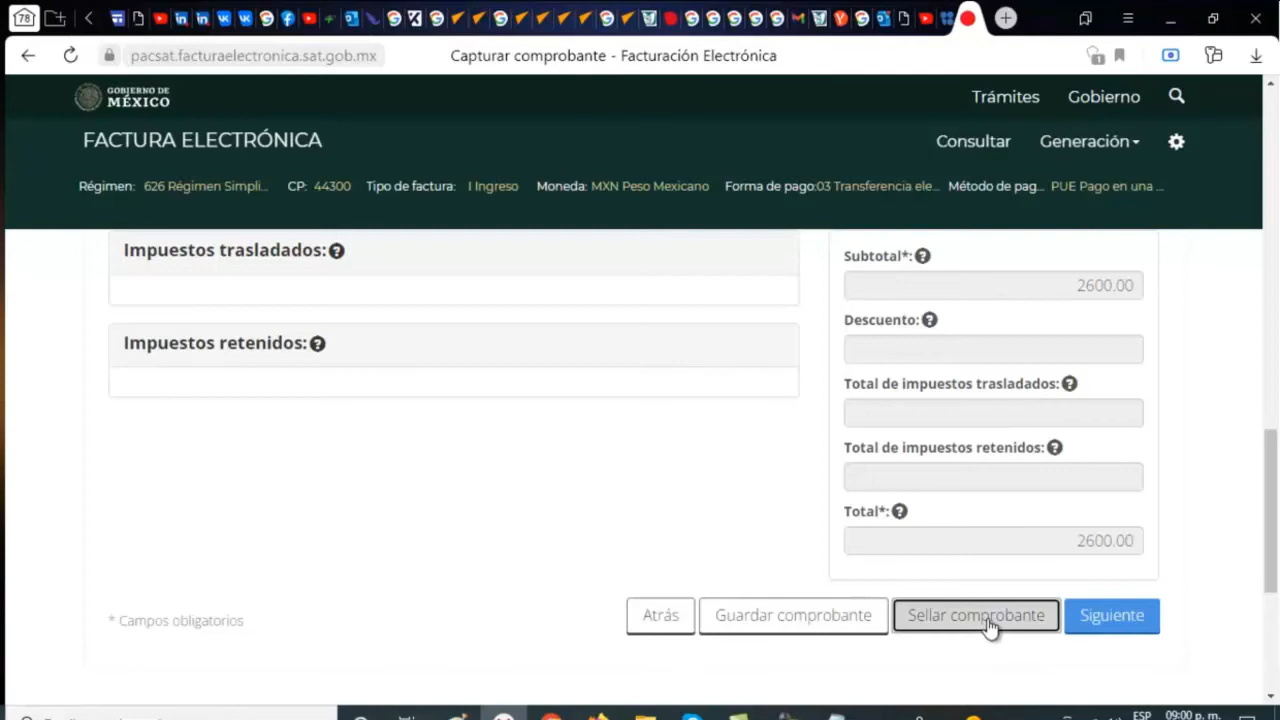 78
pacsat.facturaelectronica.sat.gob.mx
Capturar comprobante - Facturación Electrónica
1
GOBIERNO DE
MÉXICO
Trámites
Gobierno
FACTURA ELECTRÓNICA
Consultar
Generación
Régimen: 626 Régimen Simpli... CP: 44300 Tipo de factura: I Ingreso Moneda: MXN Peso Mexicano Forma de pago:03 Transferencia ele... Método de pag... PUE Pago en una ...
Impuestos trasladados:
Impuestos retenidos:
Subtotal*:
2600.00
Descuento:
Total de impuestos trasladados:
Total de impuestos retenidos:
Total*:
2600.00
* Campos obligatorios
Atrás
Guardar comprobante
Sellar comprobante
Siguiente
ESP
09:00 p. m.